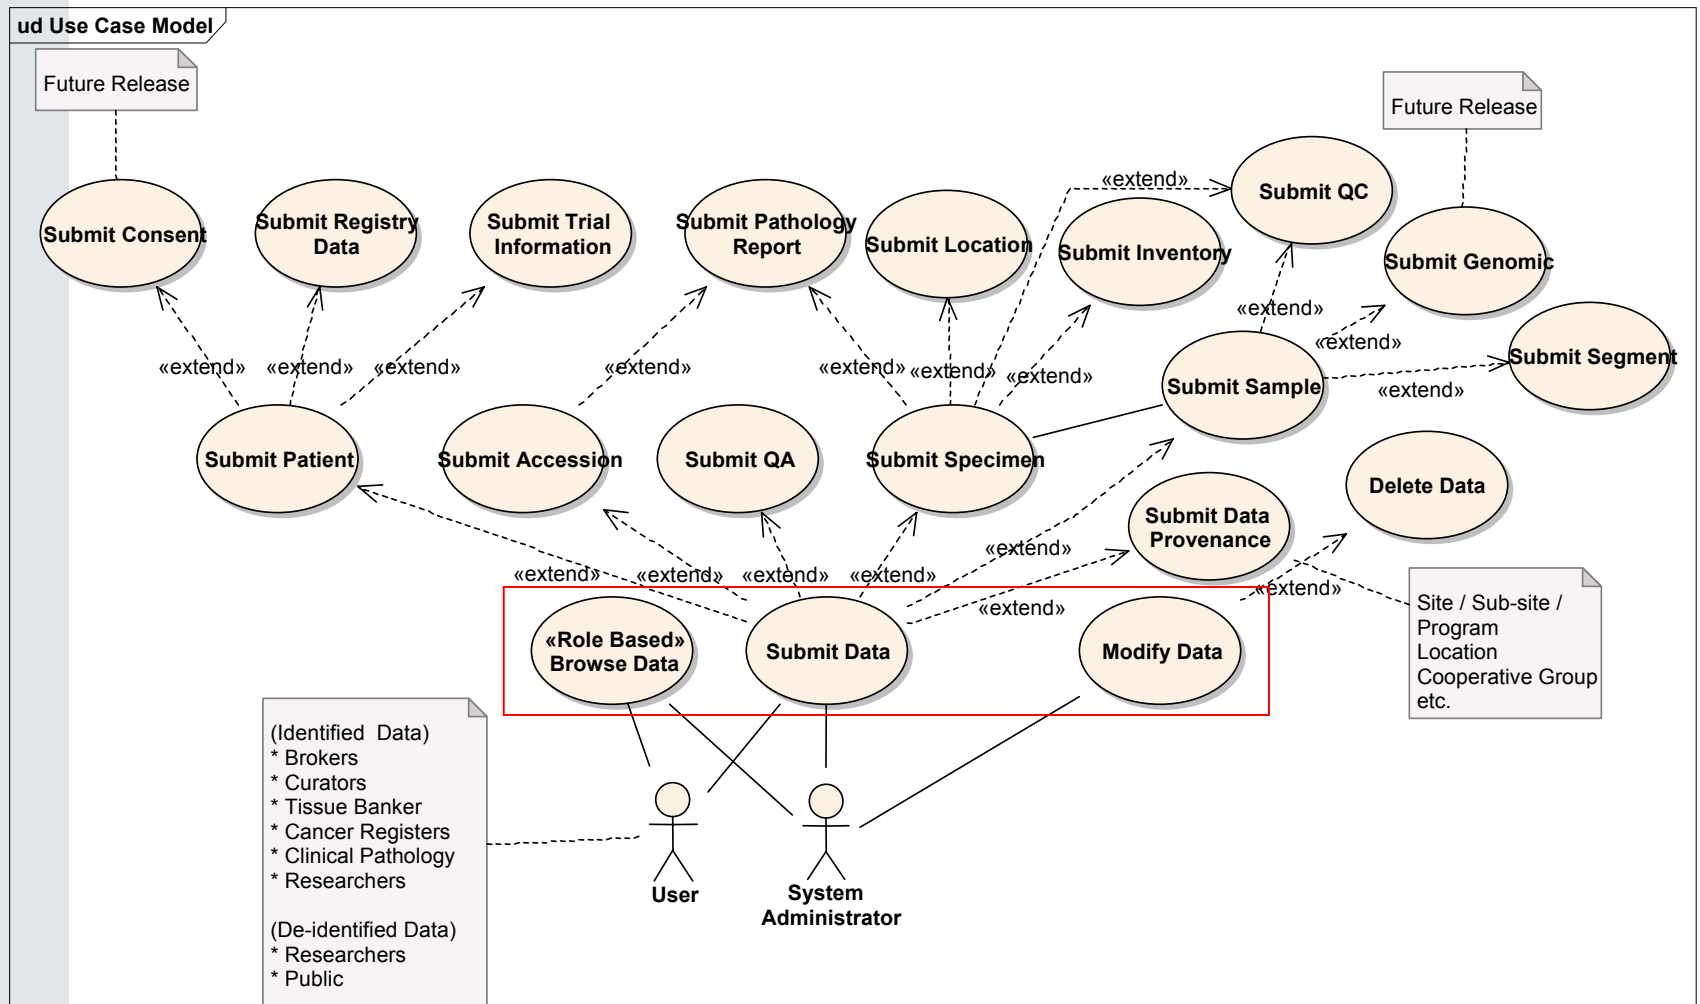 ud Use Case Model
Future Release
Future Release
«extend»
Submit QC
Submit Consent
Submit Registry
Data
Submit Trial
Information
Submit Pathology
Report
Submit Location
Submit Inventory
Submit Genomic
«extend»
«extend»
Submit Segment
«extend»
«extend»
«extend»
«extend»
«extend»
«extend»
«extend»
Submit Sample
«extend»
Submit Patient
Submit Accession
Submit QA
Submit Specimen
Delete Data
Submit Data
Provenance
«extend»
«extend»
«extend»
«extend»
«extend»
«extend»
«extend»
«Role Based»
Browse Data
Submit Data
Modify Data
Site / Sub-site /
Program
Location
Cooperative Group
etc.
(Identified Data)
* Brokers
* Curators
* Tissue Banker
* Cancer Registers
* Clinical Pathology
* Researchers
(De-identified Data)
* Researchers
* Public
User
System
Administrator